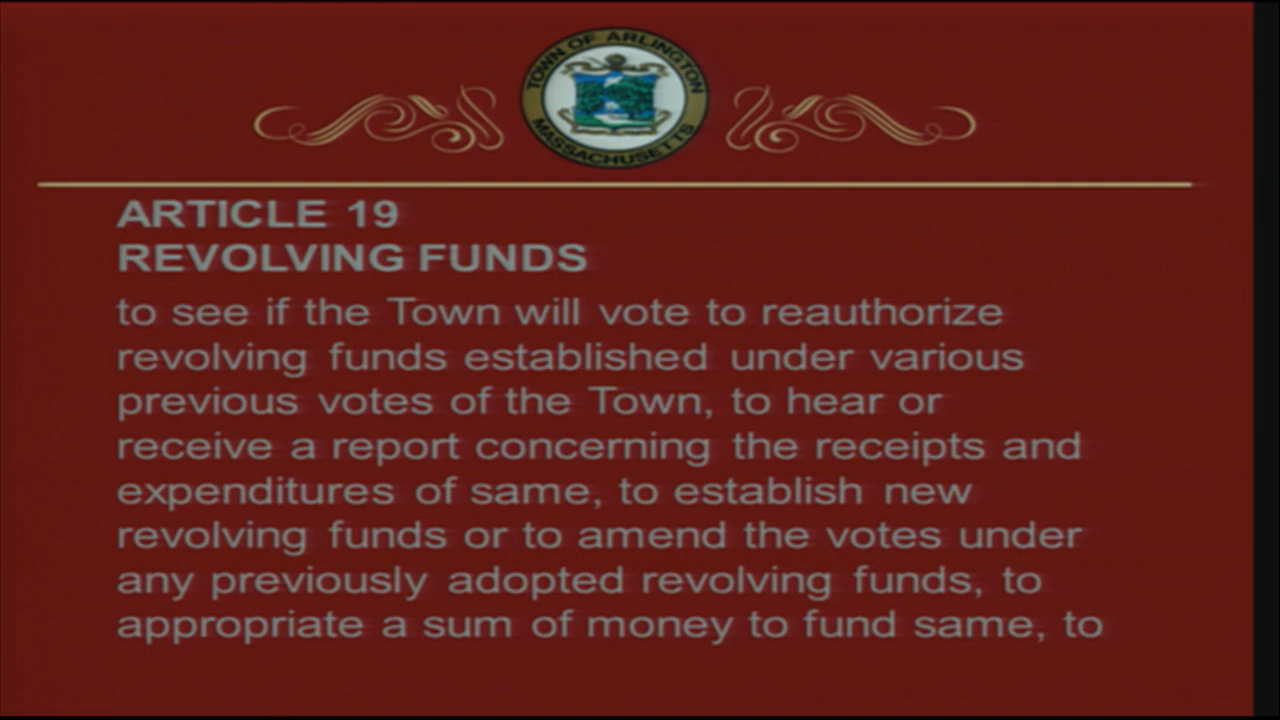 TOWN OF ARLINGTON
MASSACHUSETTS
ARTICLE 19
REVOLVING FUNDS
to see if the Town will vote to reauthorize
revolving funds established under various
previous votes of the Town, to hear or
receive a report concerning the receipts and
expenditures of same, to establish new
revolving funds or to amend the votes under
any previously adopted revolving funds, to
appropriate a sum of money to fund same, to